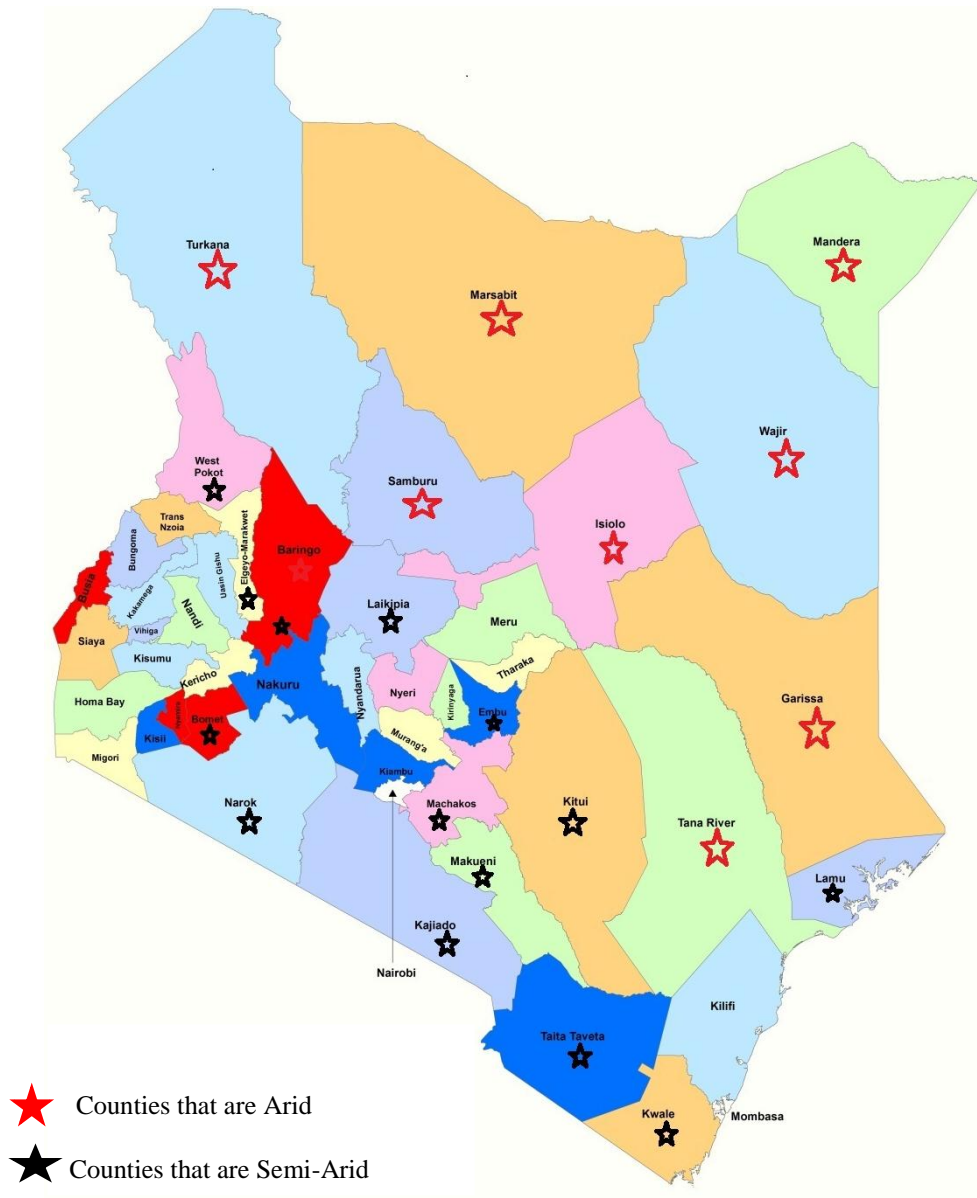 Turkana
Mandera
Marsabit
Wajir
West
Pokot
Samburu
Isiolo
Trans
Nzoia
Bungoma
Elgeyo-Marakwet
Baringo
Uasin Gishu
Busia
Kakamega
Nandi
Laikipia
Meru
Vihiga
Siaya
Kisumu
Kericho
Nakuru
Nyandarua
Tharaka
Nyeri
Kirinyaga
Homa Bay
Garissa
Nyamira
Bomet
Embu
Kisii
Murang'a
Migori
Kiambu
Narok
Machakos
Kitui
Tana River
Makueni
Lamu
Kajiado
Nairobi
Kilifi
Taita Taveta
Kwale
Mombasa
Counties that are Arid
Counties that are Semi-Arid